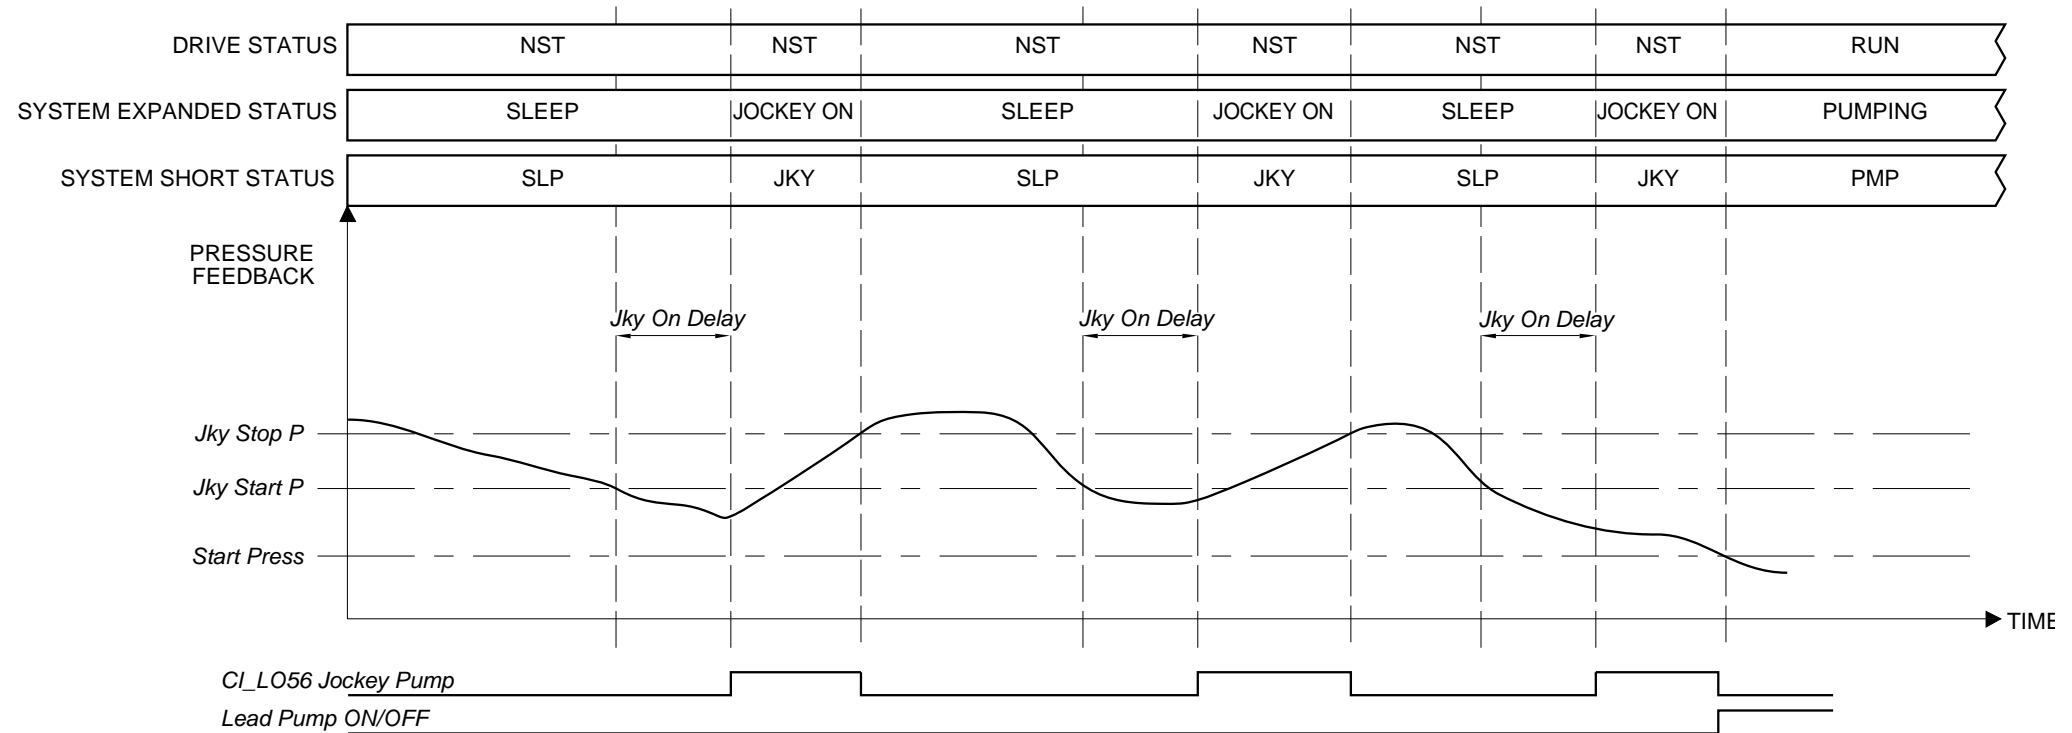 DRIVE STATUS NST NST NST NST NST NST RUN
SYSTEM EXPANDED STATUS SLEEP JOCKEY ON SLEEP JOCKEY ON SLEEP JOCKEY ON PUMPING
SYSTEM SHORT STATUS SLP JKY SLP JKY SLP JKY PMP
PRESSURE
FEEDBACK
Jky On Delay Jky On Delay Jky On Delay
Jky Stop P
Jky Start P
Start Press
TIME
CI_LO56 Jockey Pump
Lead Pump ON/OFF